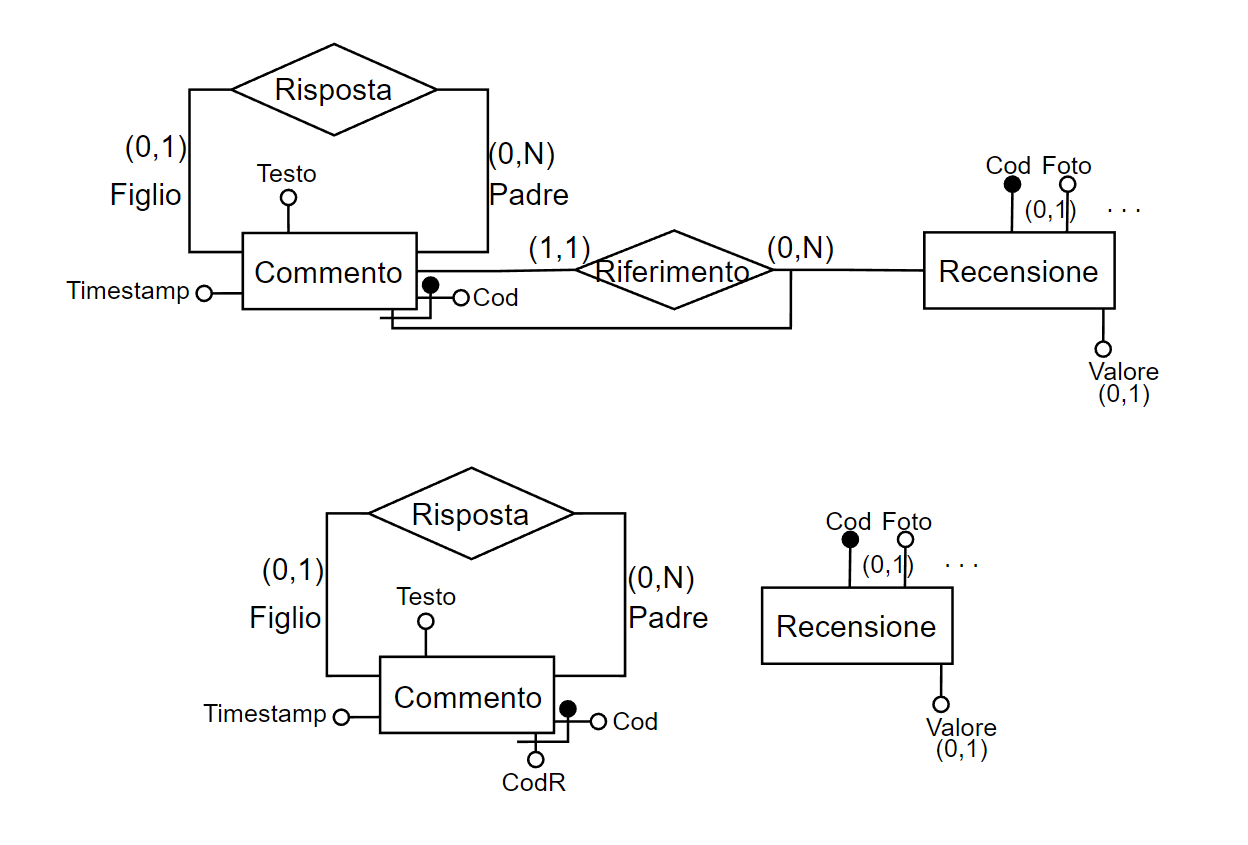 Risposta
(0,1)
Figlio
(0,N)
Padre
Testo
Commento
Timestamp
Cod
(1,1)
Riferimento
(0,N)
Cod Foto
(0,1) . . .
Recensione
Valore
(0,1)
Risposta
(0,1)
Figlio
(0,N)
Padre
Testo
Commento
Timestamp
Cod
CodR
Cod Foto
(0,1) . . .
Recensione
Valore
(0,1)